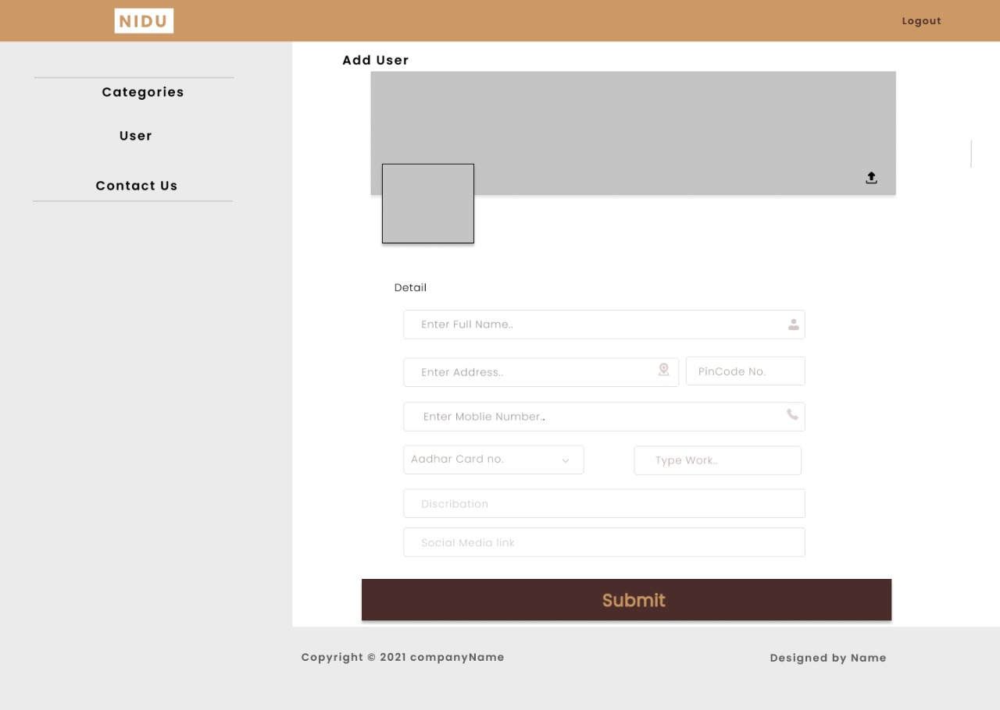 NIDU
Logout
Categories
User
Contact Us
Add User
Detail
Enter Full Name..
Enter Address..
PinCode No.
Enter Moblie Number..
Aadhar Card no.
Type Work..
Discribation
Social Media link
Submit
Copyright © 2021 companyName
Designed by Name